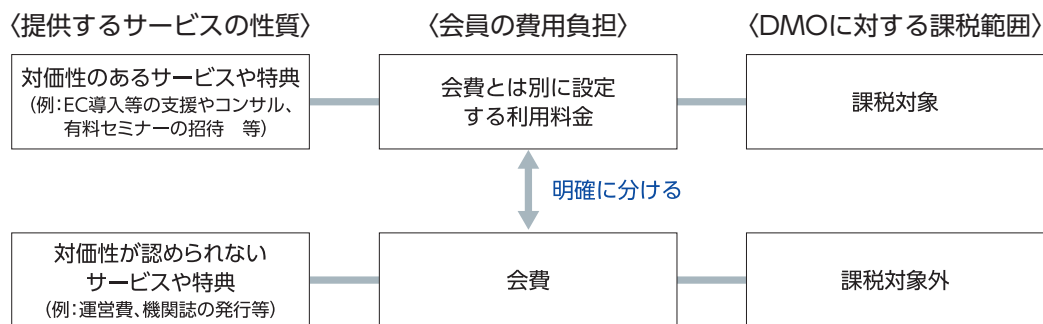 〈提供するサービスの性質〉
〈会員の費用負担〉
〈DMOに対する課税範囲〉
対価性のあるサービスや特典
(例:EC導入等の支援やコンサル、
有料セミナーの招待　等)
会費とは別に設定
する利用料金
課税対象
明確に分ける
対価性が認められない
サービスや特典
(例:運営費、機関誌の発行等)
会費
課税対象外